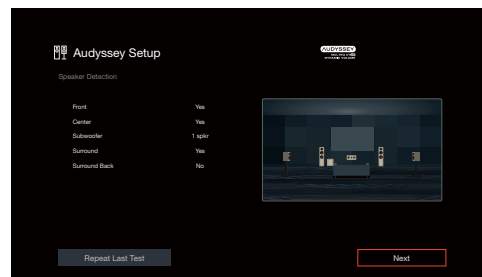 Audyssey Setup
AUDYSSEY
Speaker Detection
Front Yes
Center Yes
Subwoofer 1 spkr
Surround Yes
Surround Back No
Repeat Last Test
Next